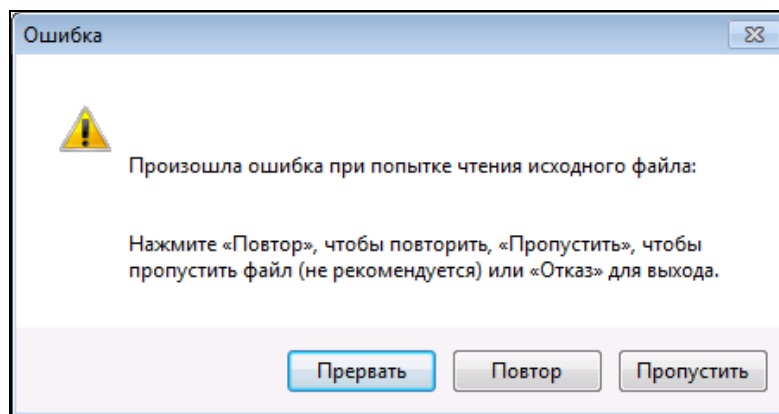 Ошибка
Произошла ошибка при попытке чтения исходного файла:
Нажмите «Повтор», чтобы повторить, «Пропустить», чтобы
пропустить файл (не рекомендуется) или «Отказ» для выхода.
Прервать Повтор Пропустить